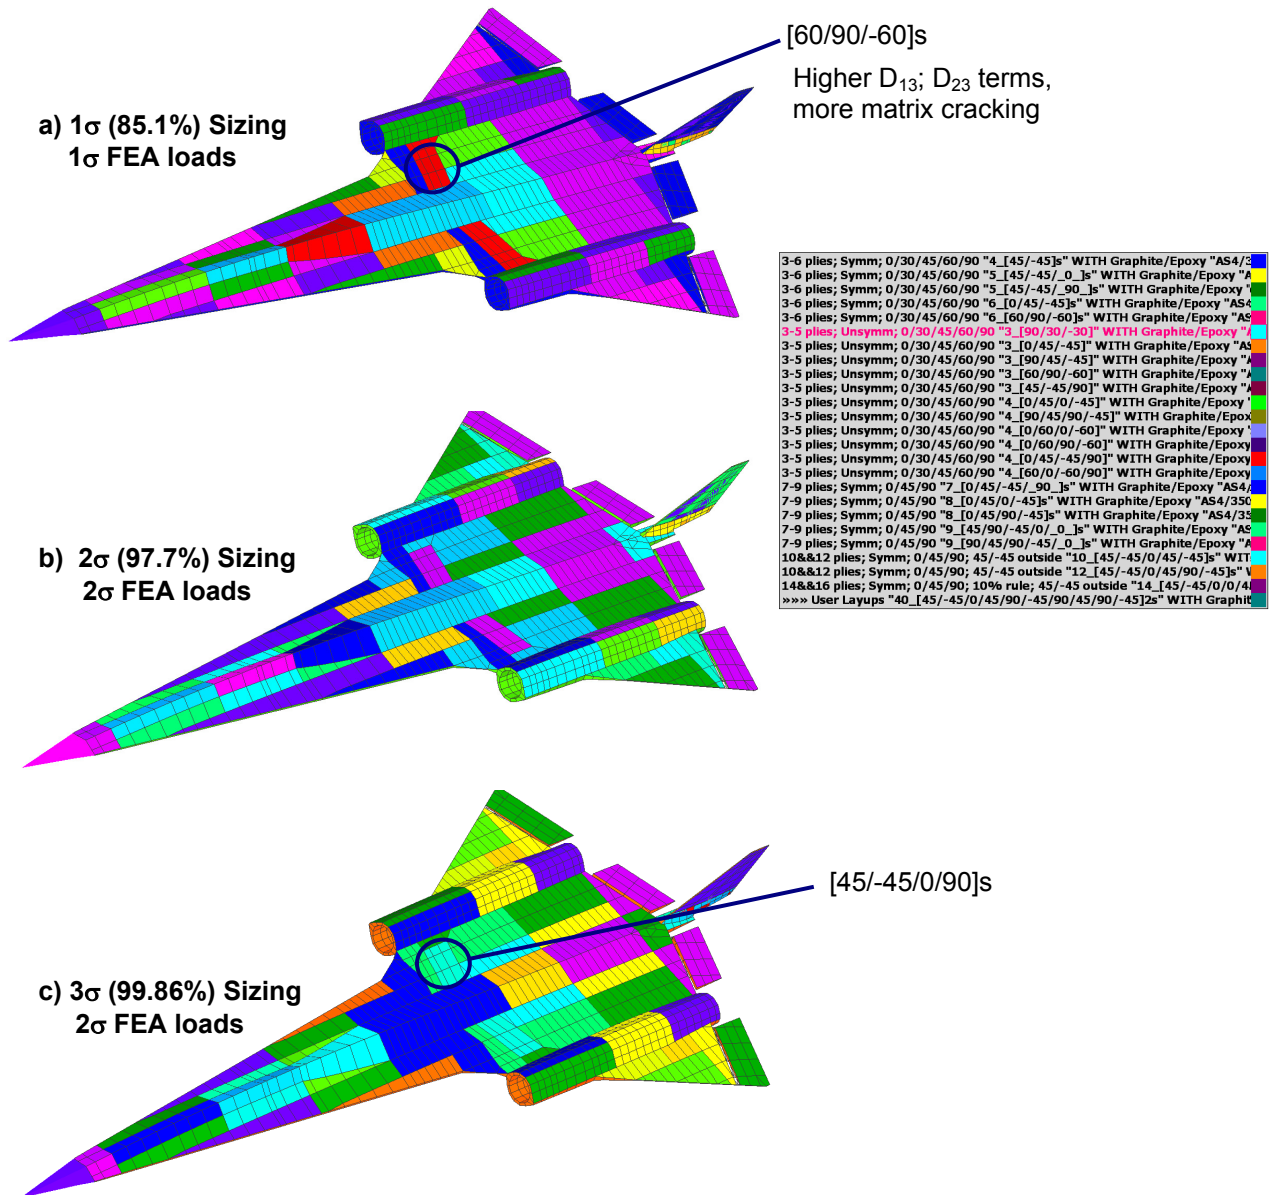 [60/90/-60]s
Higher D13; D23 terms,
more matrix cracking
a) 1σ (85.1%) Sizing
1σ FEA loads
3-6 plies; Symm; 0/30/45/60/90 "4_[45/-45]s" WITH Graphite/Epoxy "AS4/3
3-6 plies; Symm; 0/30/45/60/90 "5_[45/-45/_0_]s" WITH Graphite/Epoxy "A
3-6 plies; Symm; 0/30/45/60/90 "5_[45/-45/_90_]s" WITH Graphite/Epoxy "
3-6 plies; Symm; 0/30/45/60/90 "6_[0/45/-45]s" WITH Graphite/Epoxy "AS4
3-6 plies; Symm; 0/30/45/60/90 "6_[60/90/-60]s" WITH Graphite/Epoxy "AS
3-5 plies; Unsymm; 0/30/45/60/90 "3_[90/30/-30]" WITH Graphite/Epoxy "A
3-5 plies; Unsymm; 0/30/45/60/90 "3_[0/45/-45]" WITH Graphite/Epoxy "AS
3-5 plies; Unsymm; 0/30/45/60/90 "3_[90/45/-45]" WITH Graphite/Epoxy "A
3-5 plies; Unsymm; 0/30/45/60/90 "3_[60/90/-60]" WITH Graphite/Epoxy "A
3-5 plies; Unsymm; 0/30/45/60/90 "3_[45/-45/90]" WITH Graphite/Epoxy "A
3-5 plies; Unsymm; 0/30/45/60/90 "4_[0/45/0/-45]" WITH Graphite/Epoxy "
3-5 plies; Unsymm; 0/30/45/60/90 "4_[90/45/90/-45]" WITH Graphite/Epoxy
3-5 plies; Unsymm; 0/30/45/60/90 "4_[0/60/0/-60]" WITH Graphite/Epoxy "
3-5 plies; Unsymm; 0/30/45/60/90 "4_[0/60/90/-60]" WITH Graphite/Epoxy
3-5 plies; Unsymm; 0/30/45/60/90 "4_[0/45/-45/90]" WITH Graphite/Epoxy
3-5 plies; Unsymm; 0/30/45/60/90 "4_[60/0/-60/90]" WITH Graphite/Epoxy
7-9 plies; Symm; 0/45/90 "7_[0/45/-45/_90_]s" WITH Graphite/Epoxy "AS4/
7-9 plies; Symm; 0/45/90 "8_[0/45/0/-45]s" WITH Graphite/Epoxy "AS4/350
7-9 plies; Symm; 0/45/90 "8_[0/45/90/-45]s" WITH Graphite/Epoxy "AS4/35
7-9 plies; Symm; 0/45/90 "9_[45/90/-45/0/_0_]s" WITH Graphite/Epoxy "AS
7-9 plies; Symm; 0/45/90 "9_[90/45/90/-45/_0_]s" WITH Graphite/Epoxy "A
10&&12 plies; Symm; 0/45/90; 45/-45 outside "10_[45/-45/0/45/-45]s" WIT
10&&12 plies; Symm; 0/45/90; 45/-45 outside "12_[45/-45/0/45/90/-45]s" W
14&&16 plies; Symm; 0/45/90; 10% rule; 45/-45 outside "14_[45/-45/0/0/4
»»» User Layups "40_[45/-45/0/45/90/-45/90/45/90/-45]2s" WITH Graphit
b) 2σ (97.7%) Sizing
2σ FEA loads
[45/-45/0/90]s
c) 3σ (99.86%) Sizing
2σ FEA loads